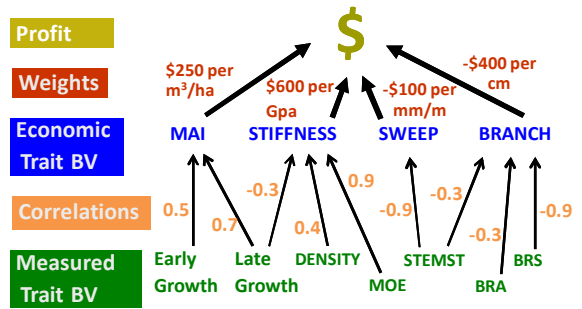 Profit
$
Weights
$250 per
m³/ha
$600 per
Gpa
-$100 per
mm/m
-$400 per
cm
Economic
Trait BV
MAI
STIFFNESS
SWEEP
BRANCH
Correlations
0.5
0.7
-0.3
0.4
0.9
-0.9
-0.3
-0.3
-0.9
Measured
Trait BV
Early
Growth
Late
Growth
DENSITY
MOE
STEMST
BRA
BRS